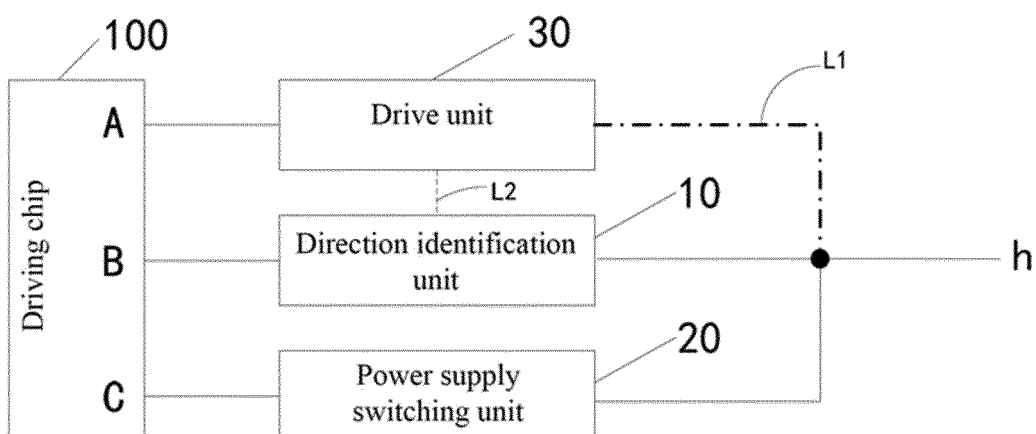 100
30
L1
A
Drive unit
L2
10
Driving chip
B
Direction identification
unit
h
20
C
Power supply
switching unit